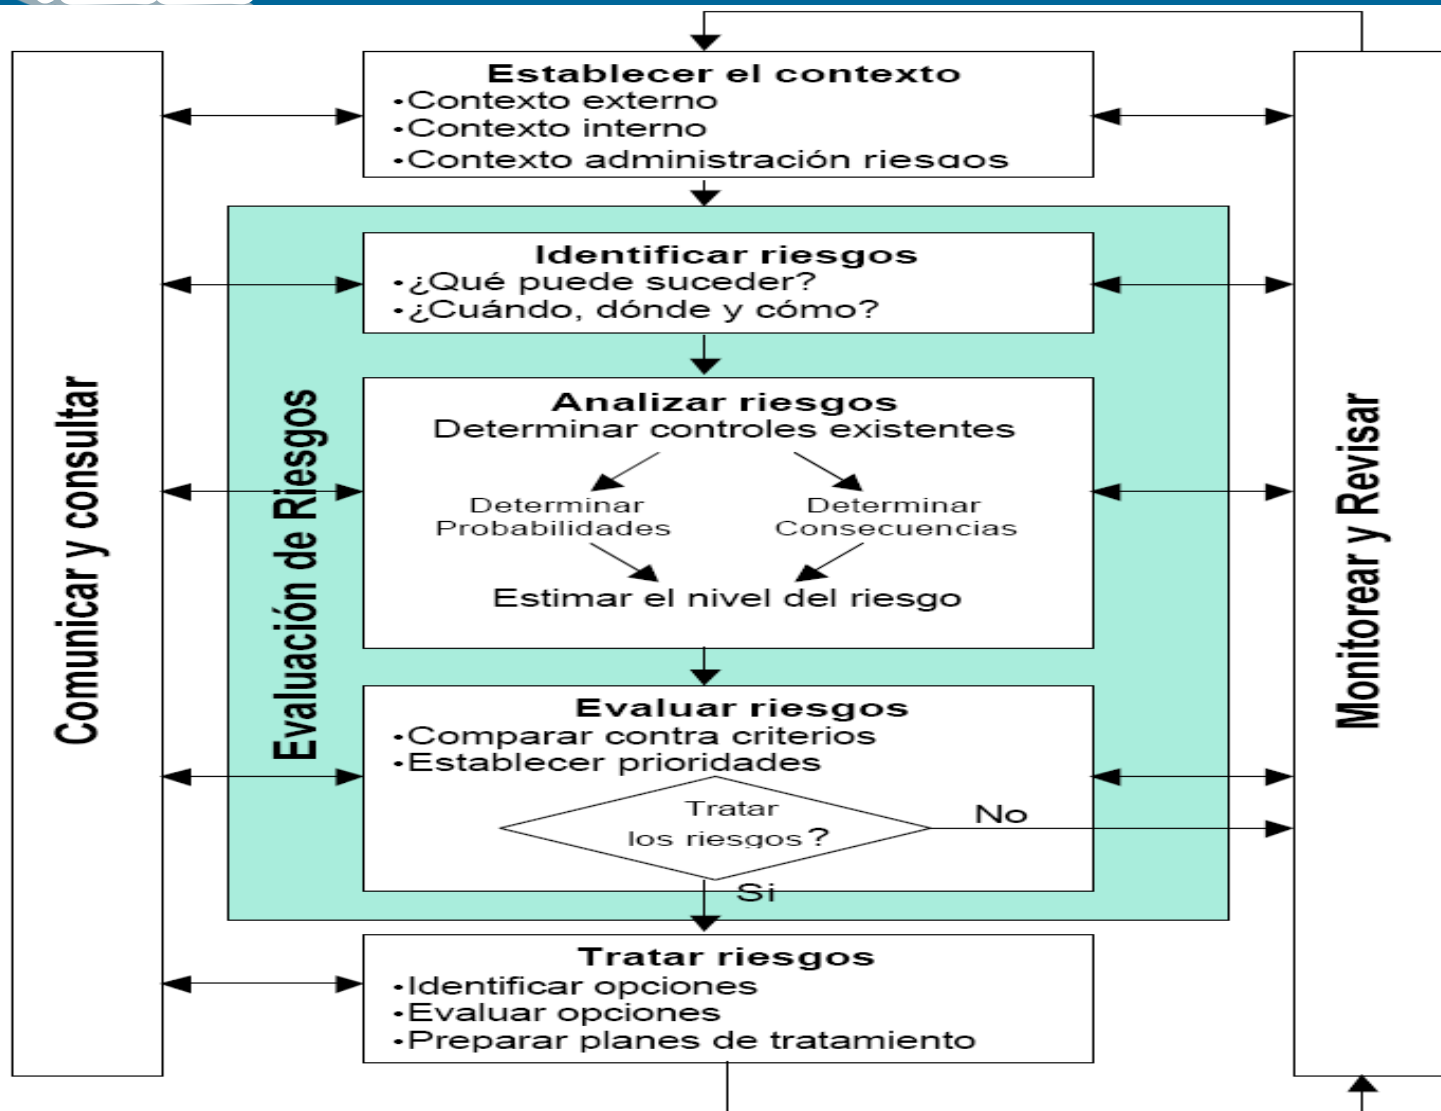 Establecer el contexto
•Contexto externo
•Contexto interno
•Contexto administración riesgos
Comunicar y consultar
Evaluación de Riesgos
Monitorear y Revisar
Identificar riesgos
•¿Qué puede suceder?
•¿Cuándo, dónde y cómo?
Analizar riesgos
Determinar controles existentes
Determinar
Probabilidades
Determinar
Consecuencias
Estimar el nivel del riesgo
Evaluar riesgos
•Comparar contra criterios
•Establecer prioridades
Tratar
los riesgos?
No
Si
Tratar riesgos
•Identificar opciones
•Evaluar opciones
•Preparar planes de tratamiento